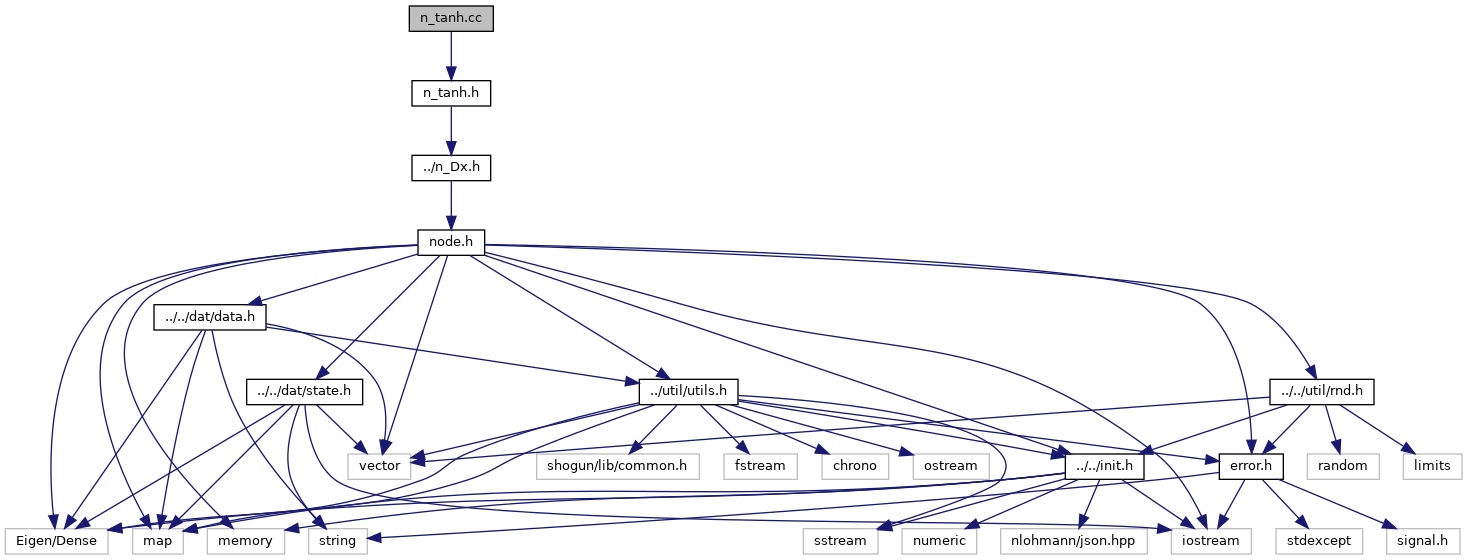 n_tanh.cc
n_tanh.h
../n_Dx.h
node.h
../../dat/data.h
../../dat/state.h
../util/utils.h
../../util/rnd.h
vector
shogun/lib/common.h
fstream
chrono
ostream
../../init.h
error.h
random
limits
Eigen/Dense
map
memory
string
sstream
numeric
nlohmann/json.hpp
iostream
stdexcept
signal.h